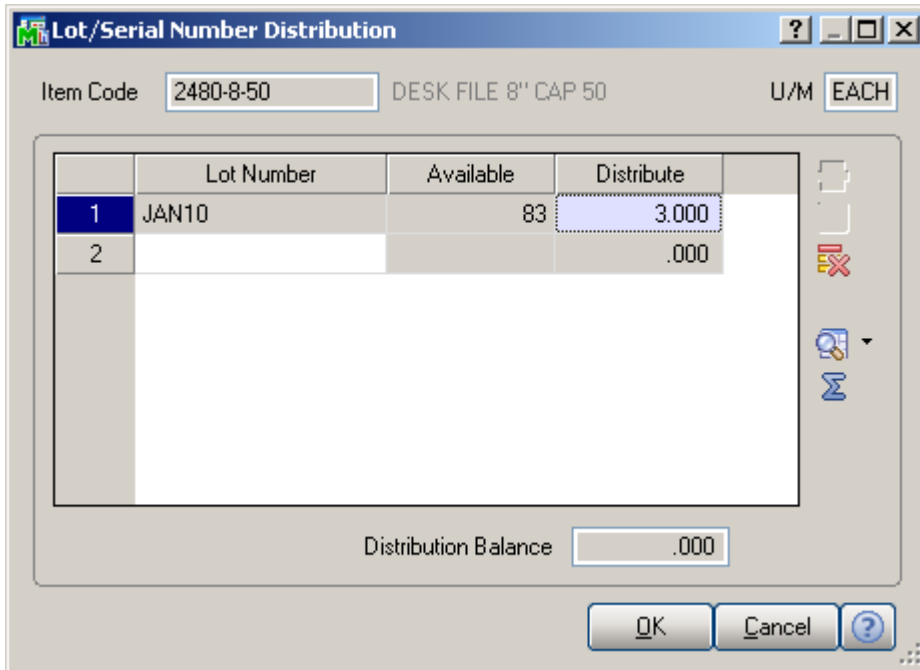 Lot/Serial Number Distribution
Item Code 2480-8-50 DESK FILE 8" CAP 50 U/M EACH
Lot Number Available Distribute
1 JAN10 83 3.000
2 .000
Distribution Balance .000
OK Cancel